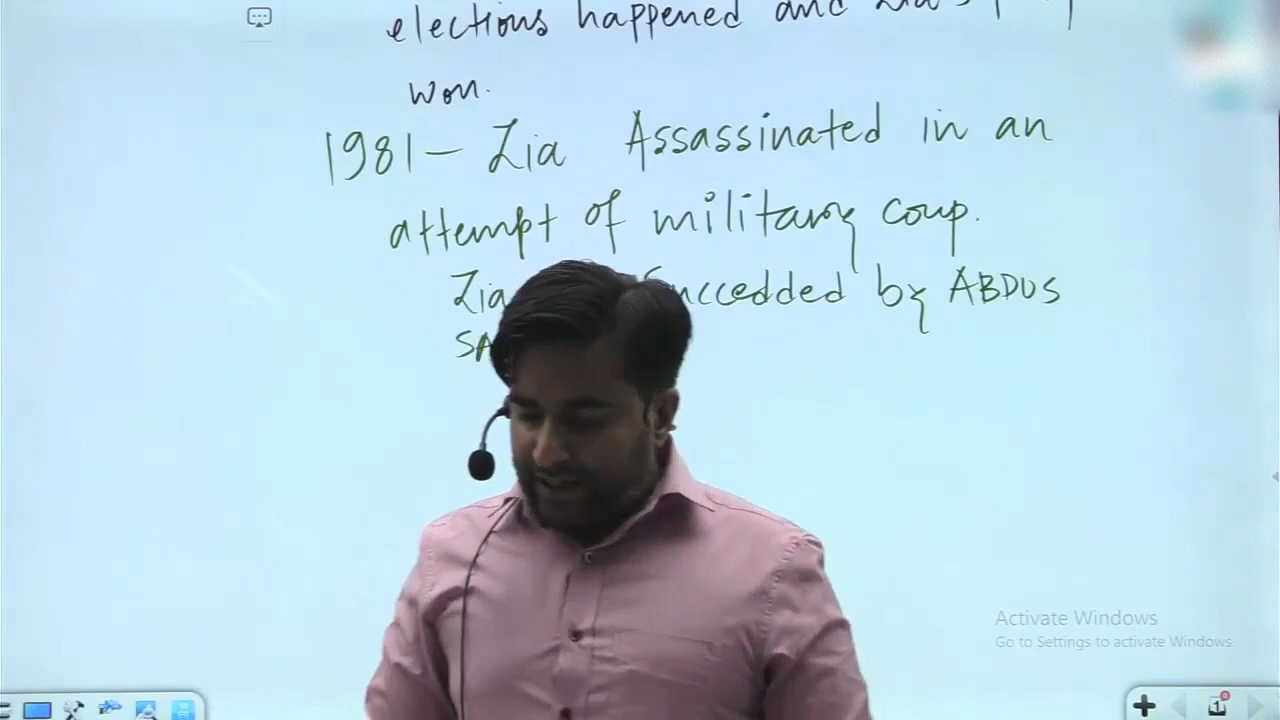 elections happened and
won.
1981 – Zia Assassinated in an
attempt of military coup.
Zia Succedded by ABDUS
Activate Windows
Go to Settings to activate Windows.
1